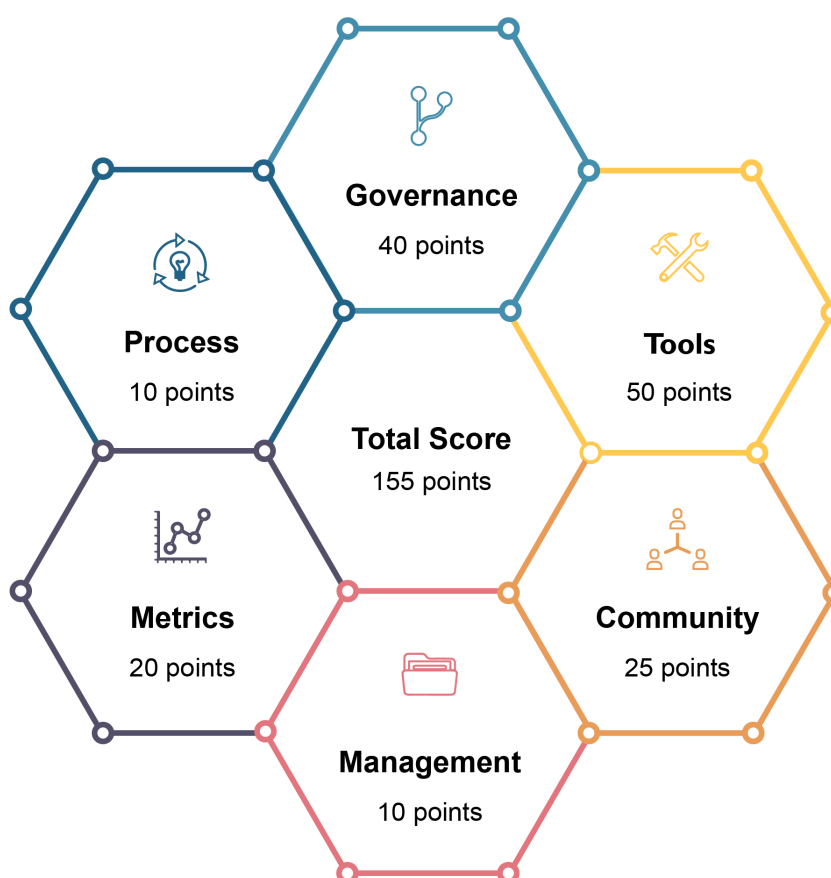 Governance
40 points
Process
10 points
Tools
50 points
Total Score
155 points
Metrics
20 points
Community
25 points
Management
10 points